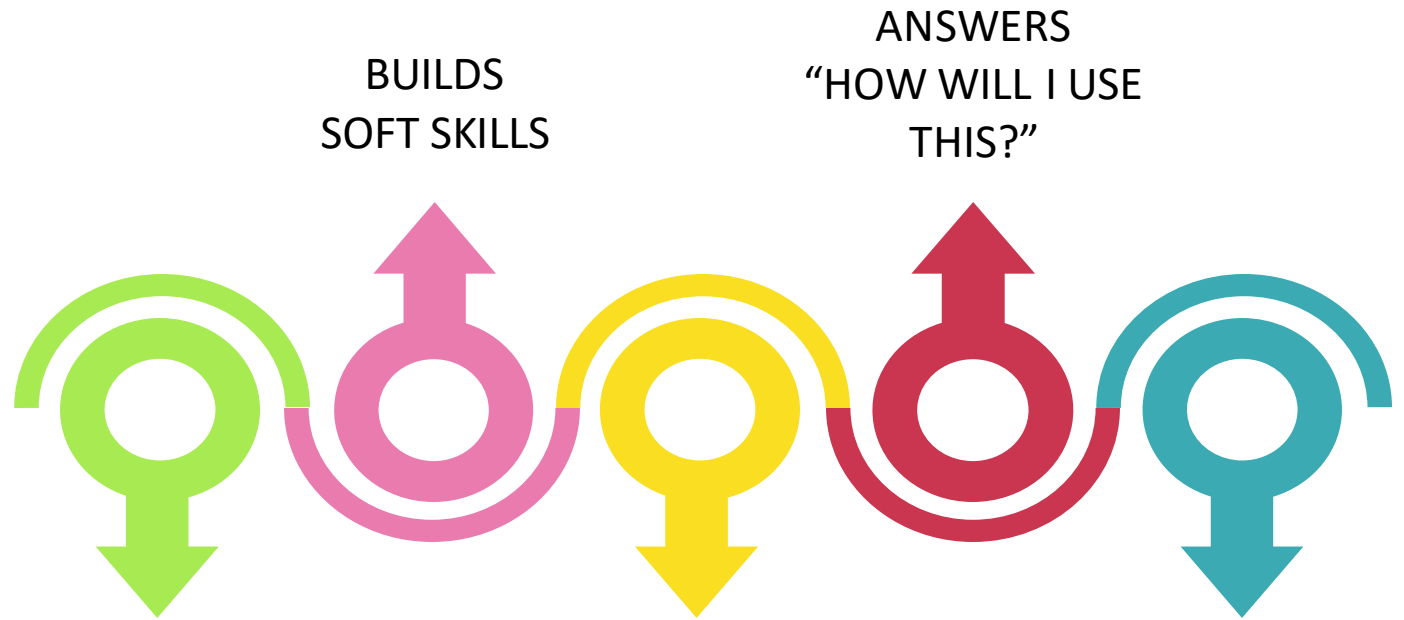 BUILDS
SOFT SKILLS
ANSWERS
“HOW WILL I USE
THIS?”